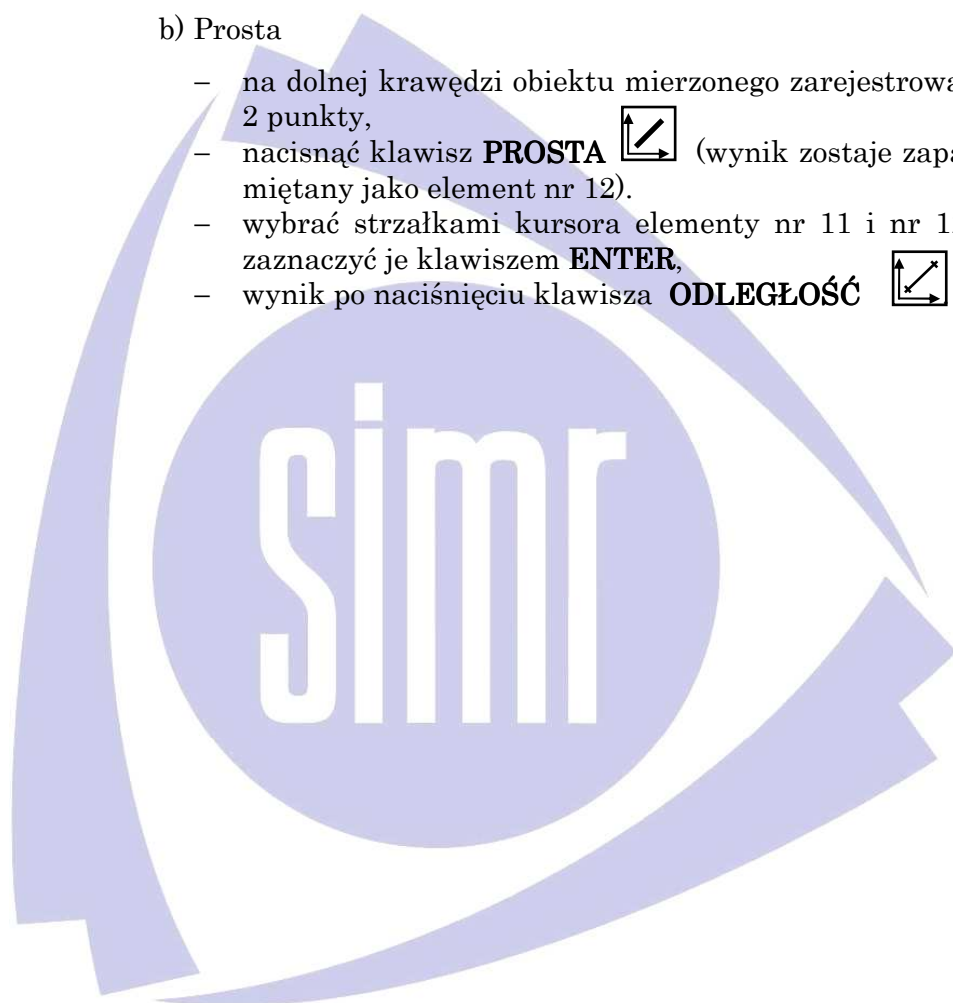 b) Prosta
– na dolnej krawędzi obiektu mierzonego zarejestrowa
2 punkty,
– nacisnąć klawisz PROSTA (wynik zostaje zapa
miętany jako element nr 12).
– wybrać strzałkami kursora elementy nr 11 i nr 1
zaznaczyć je klawiszem ENTER,
– wynik po naciśnięciu klawisza ODLEGŁOŚĆ
simr